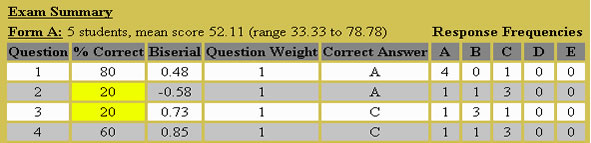 Exam Summary
Form A: 5 students, mean score 52.11 (range 33.33 to 78.78) Response Frequencies
Question % Correct Biserial Question Weight Correct Answer A B C D E
1 80 0.48 1 A 4 0 1 0 0
2 20 -0.58 1 A 1 1 3 0 0
3 20 0.73 1 C 1 3 1 0 0
4 60 0.85 1 C 1 1 3 0 0